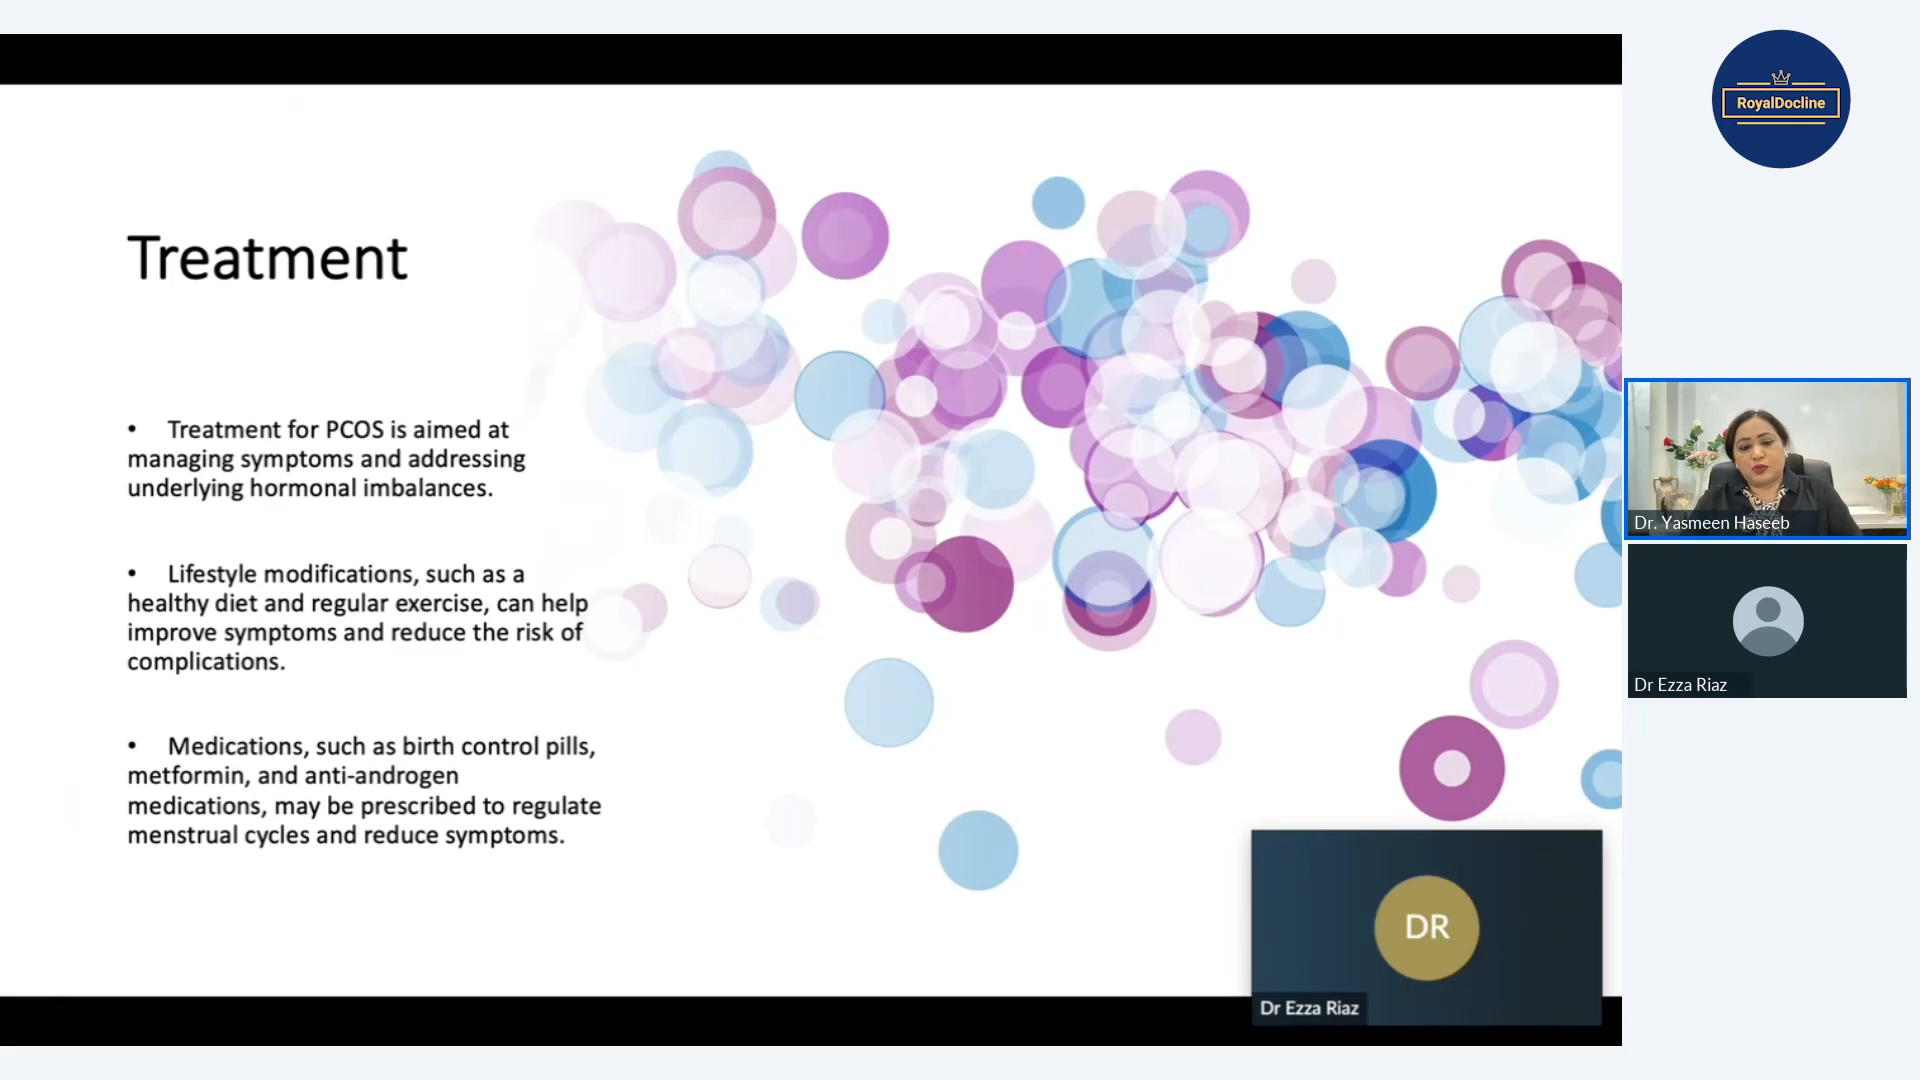 RoyalDocline
Treatment
• Treatment for PCOS is aimed at
managing symptoms and addressing
underlying hormonal imbalances.
• Lifestyle modifications, such as a
healthy diet and regular exercise, can help
improve symptoms and reduce the risk of
complications.
• Medications, such as birth control pills,
metformin, and anti-androgen
medications, may be prescribed to regulate
menstrual cycles and reduce symptoms.
Dr. Yasmeen Haseeb
Dr Ezza Riaz
DR
Dr Ezza Riaz